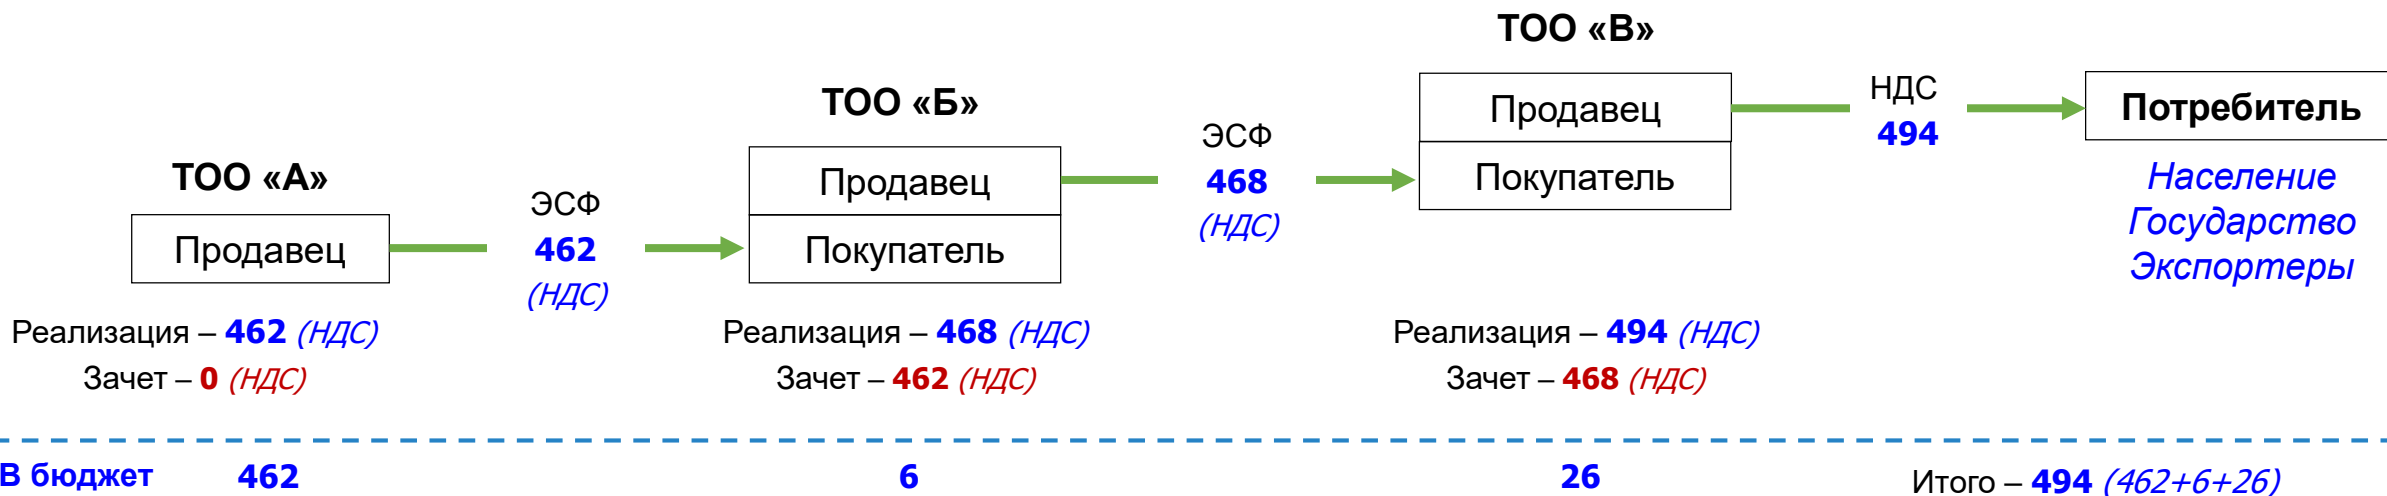 ТОО «А»
Продавец
Реализация – 462 (НДС)
Зачет – 0 (НДС)
ЭСФ
462
(НДС)
ТОО «Б»
Продавец
Покупатель
Реализация – 468 (НДС)
Зачет – 462 (НДС)
ЭСФ
468
(НДС)
ТОО «В»
Продавец
Покупатель
Реализация – 494 (НДС)
Зачет – 468 (НДС)
НДС
494
Потребитель
Население
Государство
Экспортеры
В бюджет 462 6 26 Итого – 494 (462+6+26)